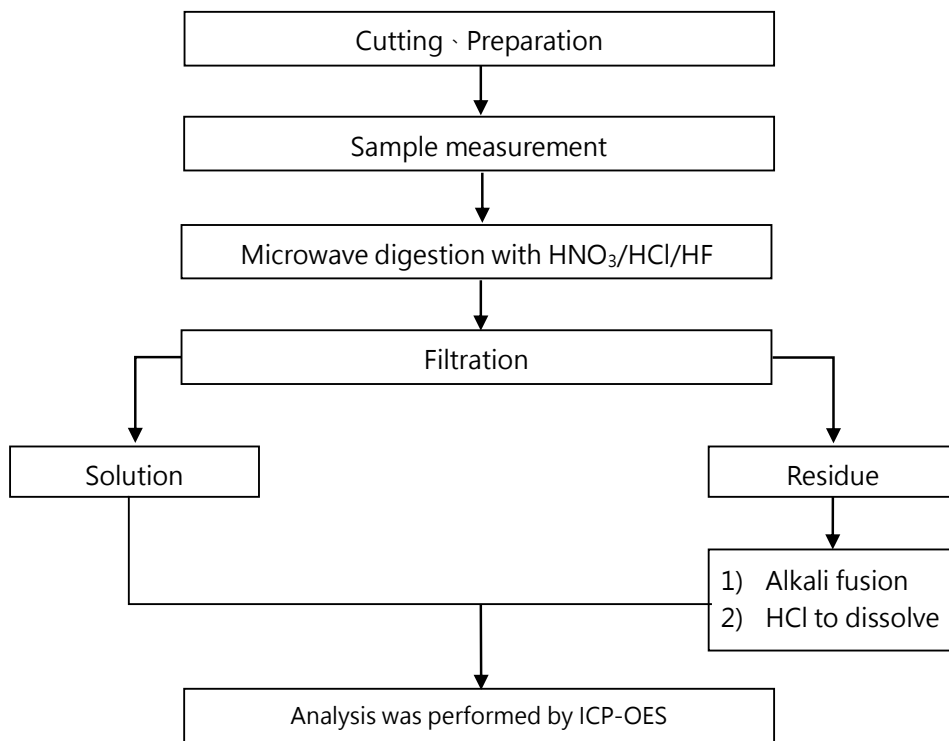 Cutting、Preparation
Sample measurement
Microwave digestion with HNO₃/HCl/HF
Filtration
Solution
Residue
1) Alkali fusion
2) HCl to dissolve
Analysis was performed by ICP-OES